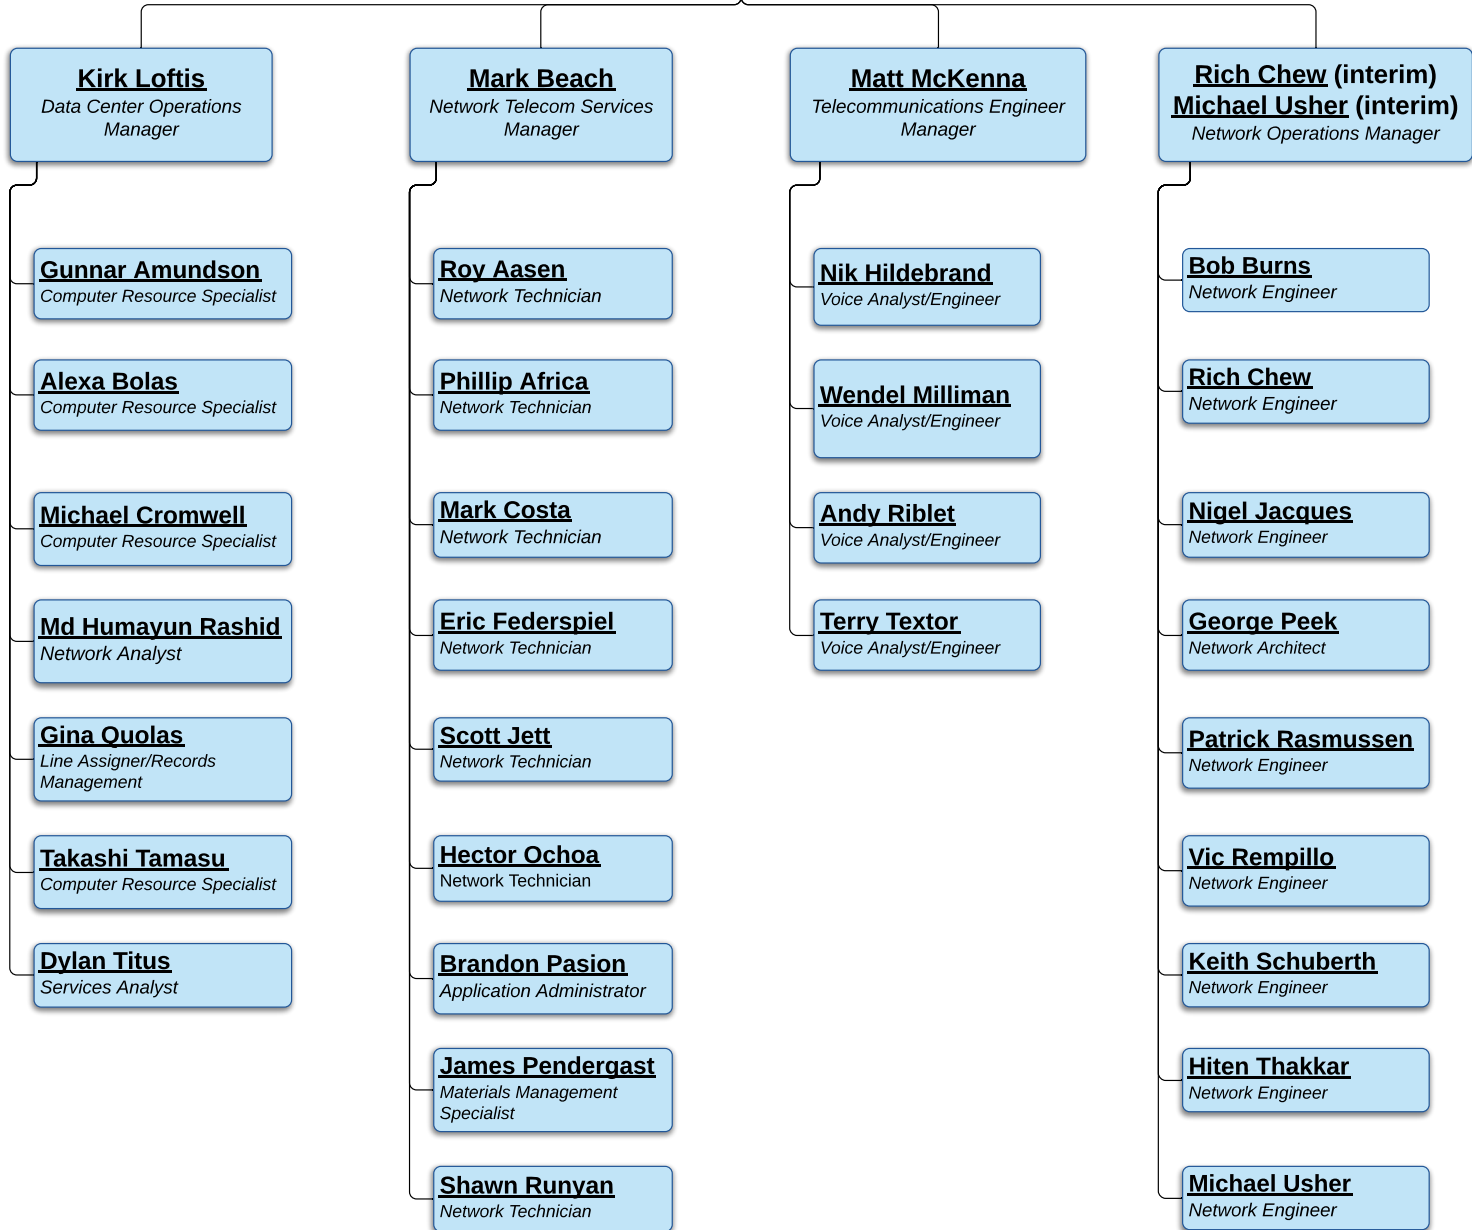 Kirk Loftis
Data Center Operations
Manager
Mark Beach
Network Telecom Services
Manager
Matt McKenna
Telecommunications Engineer
Manager
Rich Chew (interim)
Michael Usher (interim)
Network Operations Manager
Gunnar Amundson
Computer Resource Specialist
Alexa Bolas
Computer Resource Specialist
Michael Cromwell
Computer Resource Specialist
Md Humayun Rashid
Network Analyst
Gina Quolas
Line Assigner/Records
Management
Takashi Tamasu
Computer Resource Specialist
Dylan Titus
Services Analyst
Roy Aasen
Network Technician
Phillip Africa
Network Technician
Mark Costa
Network Technician
Eric Federspiel
Network Technician
Scott Jett
Network Technician
Hector Ochoa
Network Technician
Brandon Pasion
Application Administrator
James Pendergast
Materials Management
Specialist
Shawn Runyan
Network Technician
Nik Hildebrand
Voice Analyst/Engineer
Wendel Milliman
Voice Analyst/Engineer
Andy Riblet
Voice Analyst/Engineer
Terry Textor
Voice Analyst/Engineer
Bob Burns
Network Engineer
Rich Chew
Network Engineer
Nigel Jacques
Network Engineer
George Peek
Network Architect
Patrick Rasmussen
Network Engineer
Vic Rempillo
Network Engineer
Keith Schuberth
Network Engineer
Hiten Thakkar
Network Engineer
Michael Usher
Network Engineer